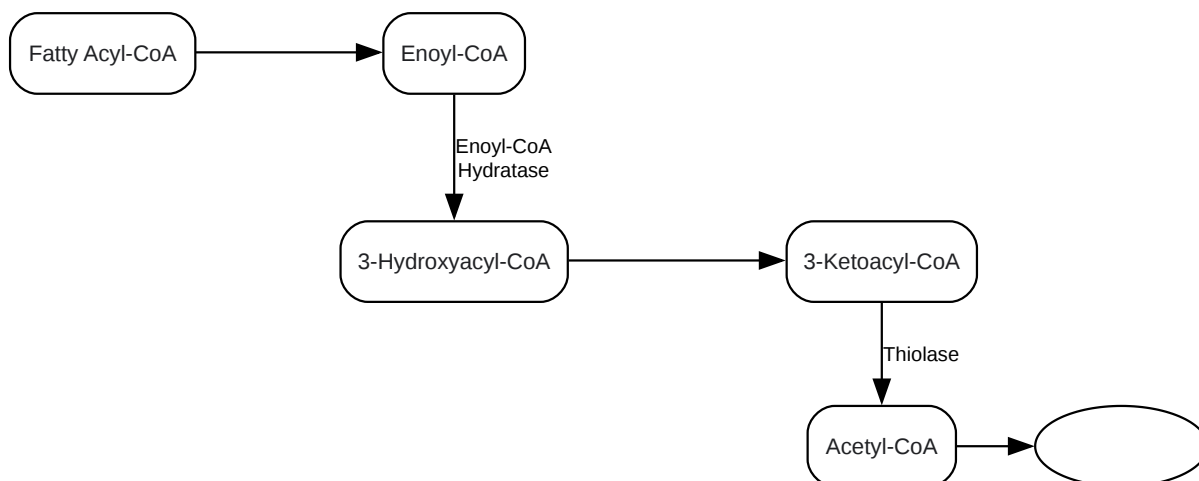 Fatty Acyl-CoA
Enoyl-CoA
Enoyl-CoA
Hydratase
3-Hydroxyacyl-CoA
3-Ketoacyl-CoA
Thiolase
Acetyl-CoA